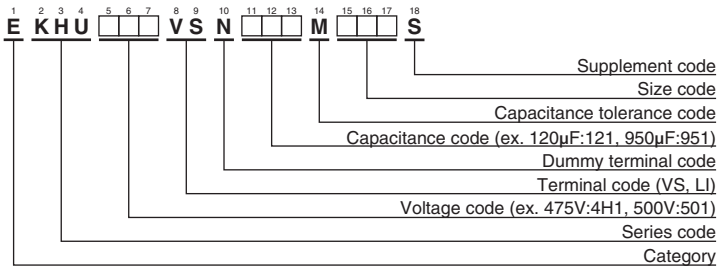 1 2 3 4 5 6 7 8 9 10 11 12 13 14 15 16 17 18
E KHU VS N M S
Supplement code
Size code
Capacitance tolerance code
Capacitance code (ex. 120µF:121, 950µF:951)
Dummy terminal code
Terminal code (VS, LI)
Voltage code (ex. 475V:4H1, 500V:501)
Series code
Category